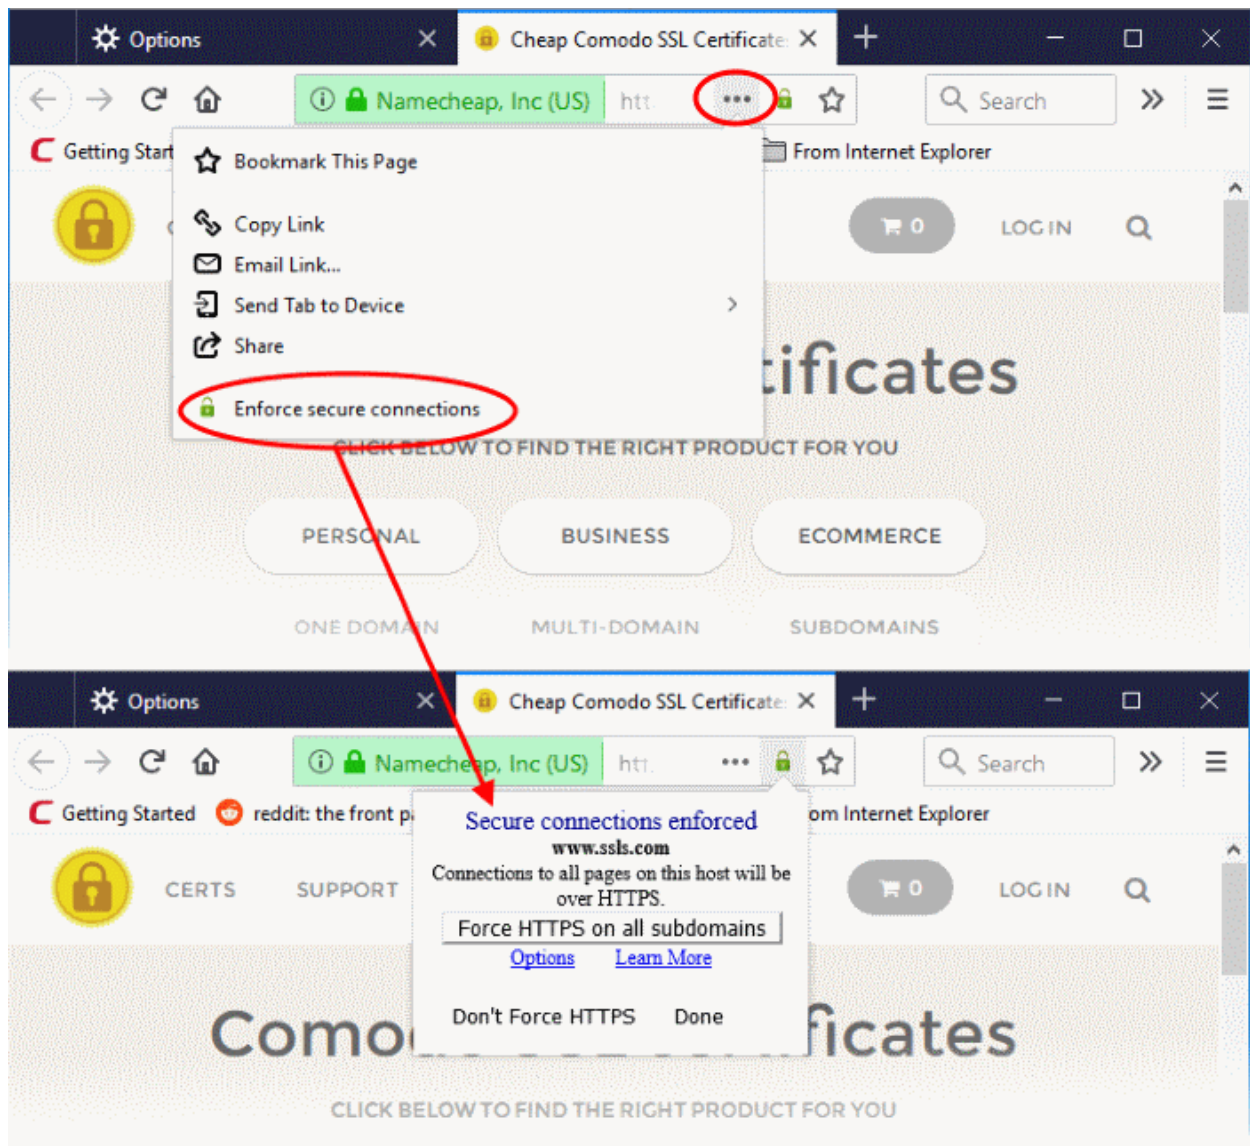 Options
Cheap Comodo SSL Certificate
Namecheap, Inc (US)
htt
Search
Getting Start
From Internet Explorer
Bookmark This Page
Copy Link
Email Link...
Send Tab to Device
Share
Enforce secure connections
0
LOG IN
tificates
CLICK BELOW TO FIND THE RIGHT PRODUCT FOR YOU
PERSONAL
BUSINESS
ECOMMERCE
ONE DOMAIN
MULTI-DOMAIN
SUBDOMAINS
Options
Cheap Comodo SSL Certificate
Namecheap, Inc (US)
htt
Search
Getting Started
reddit: the front p
om Internet Explorer
CERTS
SUPPORT
0
LOG IN
Secure connections enforced
www.ssls.com
Connections to all pages on this host will be
over HTTPS.
Force HTTPS on all subdomains
Options
Learn More
Don't Force HTTPS
Done
Como
ficates
CLICK BELOW TO FIND THE RIGHT PRODUCT FOR YOU